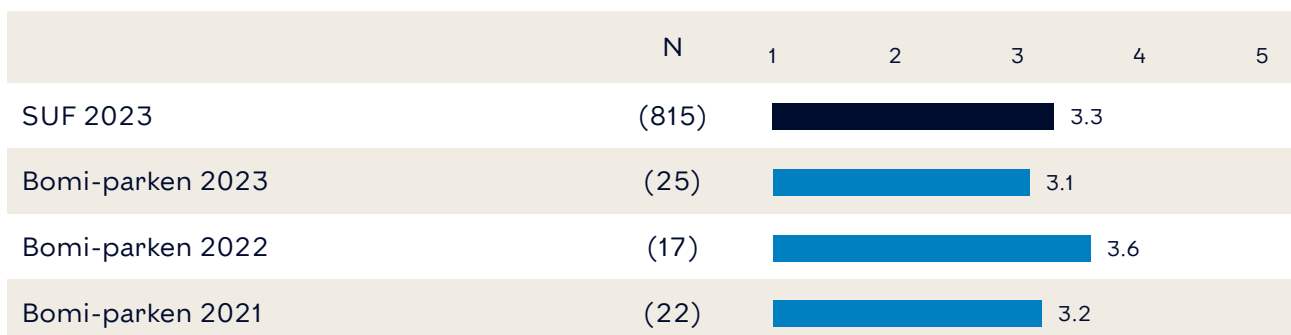 N 1 2 3 4 5
SUF 2023 (815) 3.3
Bomi-parken 2023 (25) 3.1
Bomi-parken 2022 (17) 3.6
Bomi-parken 2021 (22) 3.2